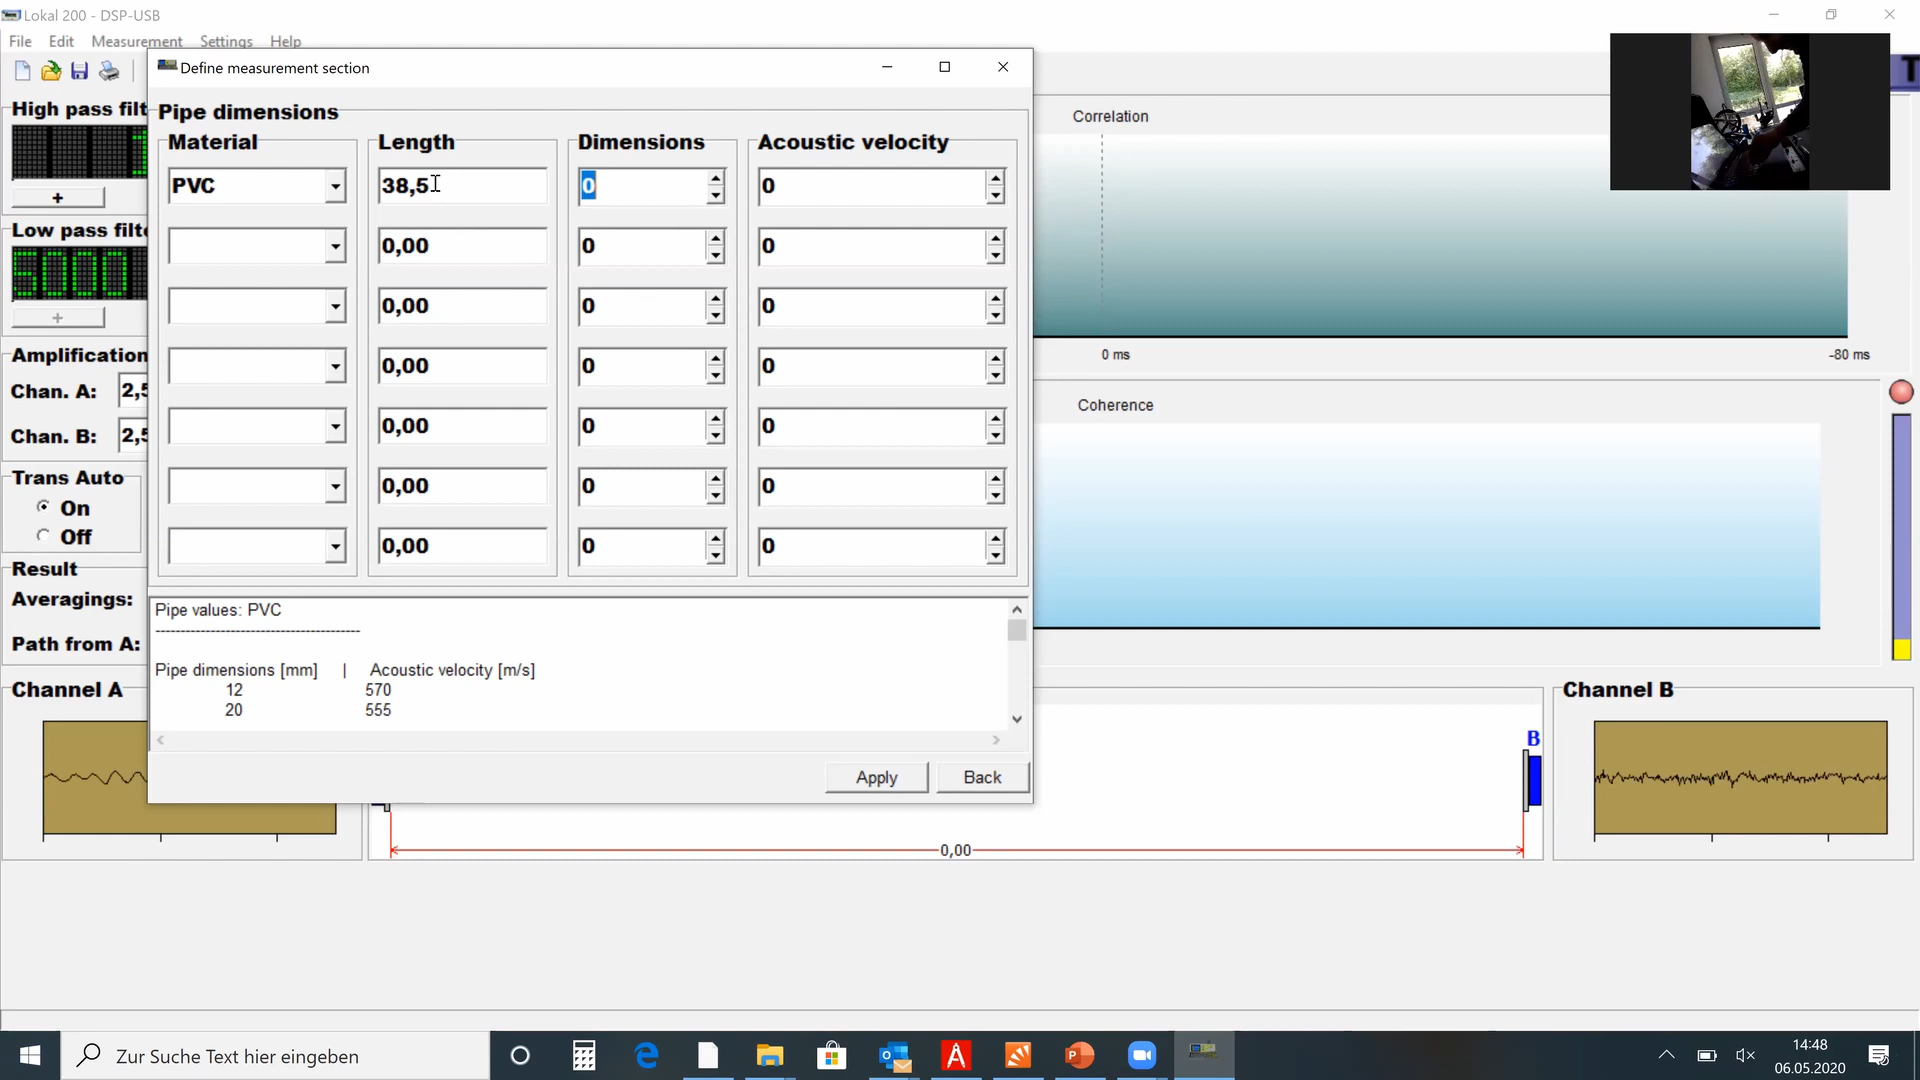 Lokal 200 - DSP-USB
File Edit Measurement Settings Help
Define measurement section
High pass filt
+
Low pass filte
5000
+
Amplification
Chan. A: 2,5
Chan. B: 2,5
Trans Auto
On
Off
Result
Averagings:
Path from A:
Channel A
Pipe dimensions
Material Length Dimensions Acoustic velocity
PVC 38,5 0 0
0,00 0 0
0,00 0 0
0,00 0 0
0,00 0 0
0,00 0 0
0,00 0 0
Pipe values: PVC
-----------------------------------------
Pipe dimensions [mm] | Acoustic velocity [m/s]
12 570
20 555
Apply Back
Correlation
0 ms -80 ms
Coherence
B
0,00
Channel B
Zur Suche Text hier eingeben
14:48
06.05.2020